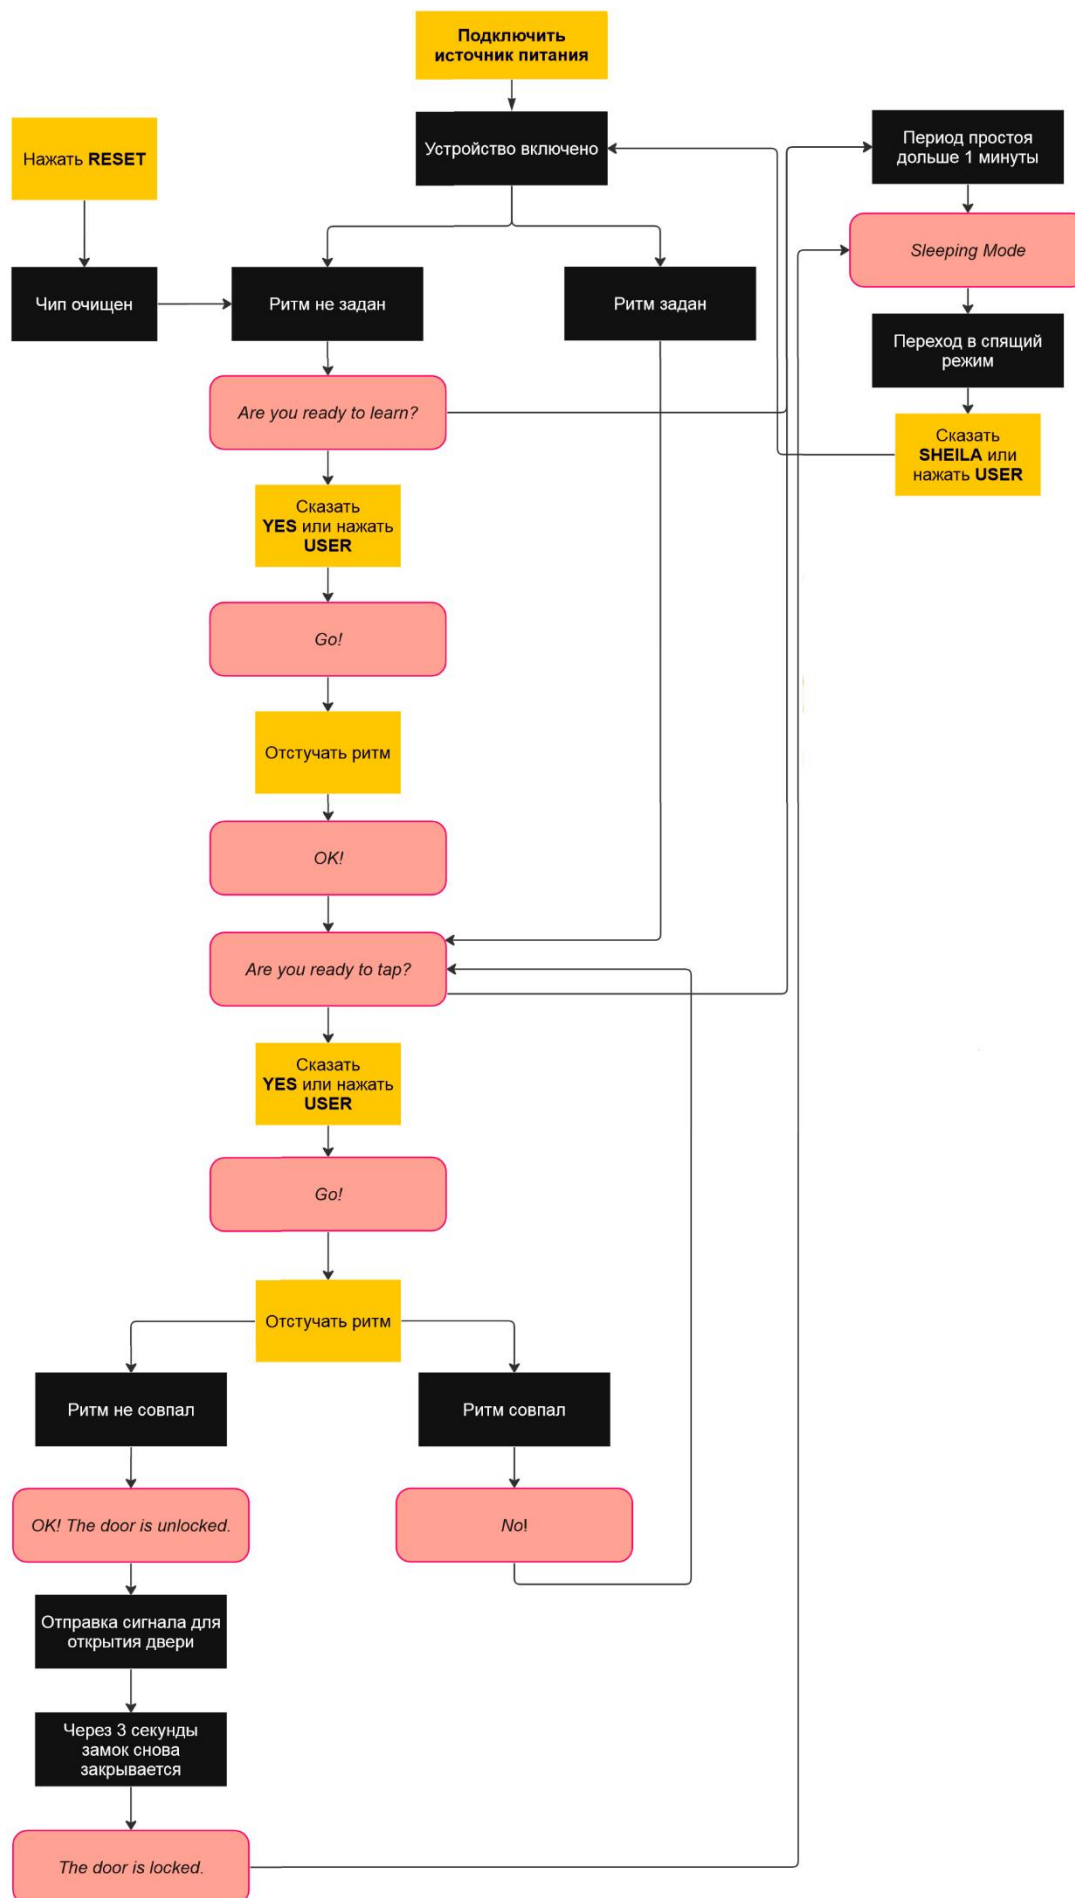 Подключить
источник питания
Нажать RESET
Устройство включено
Период простоя
дольше 1 минуты
Sleeping Mode
Чип очищен
Ритм не задан
Ритм задан
Переход в спящий
режим
Are you ready to learn?
Сказать
SHEILA или
нажать USER
Сказать
YES или нажать
USER
Go!
Отстучать ритм
OK!
Are you ready to tap?
Сказать
YES или нажать
USER
Go!
Отстучать ритм
Ритм не совпал
Ритм совпал
OK! The door is unlocked.
No!
Отправка сигнала для
открытия двери
Через 3 секунды
замок снова
закрывается
The door is locked.